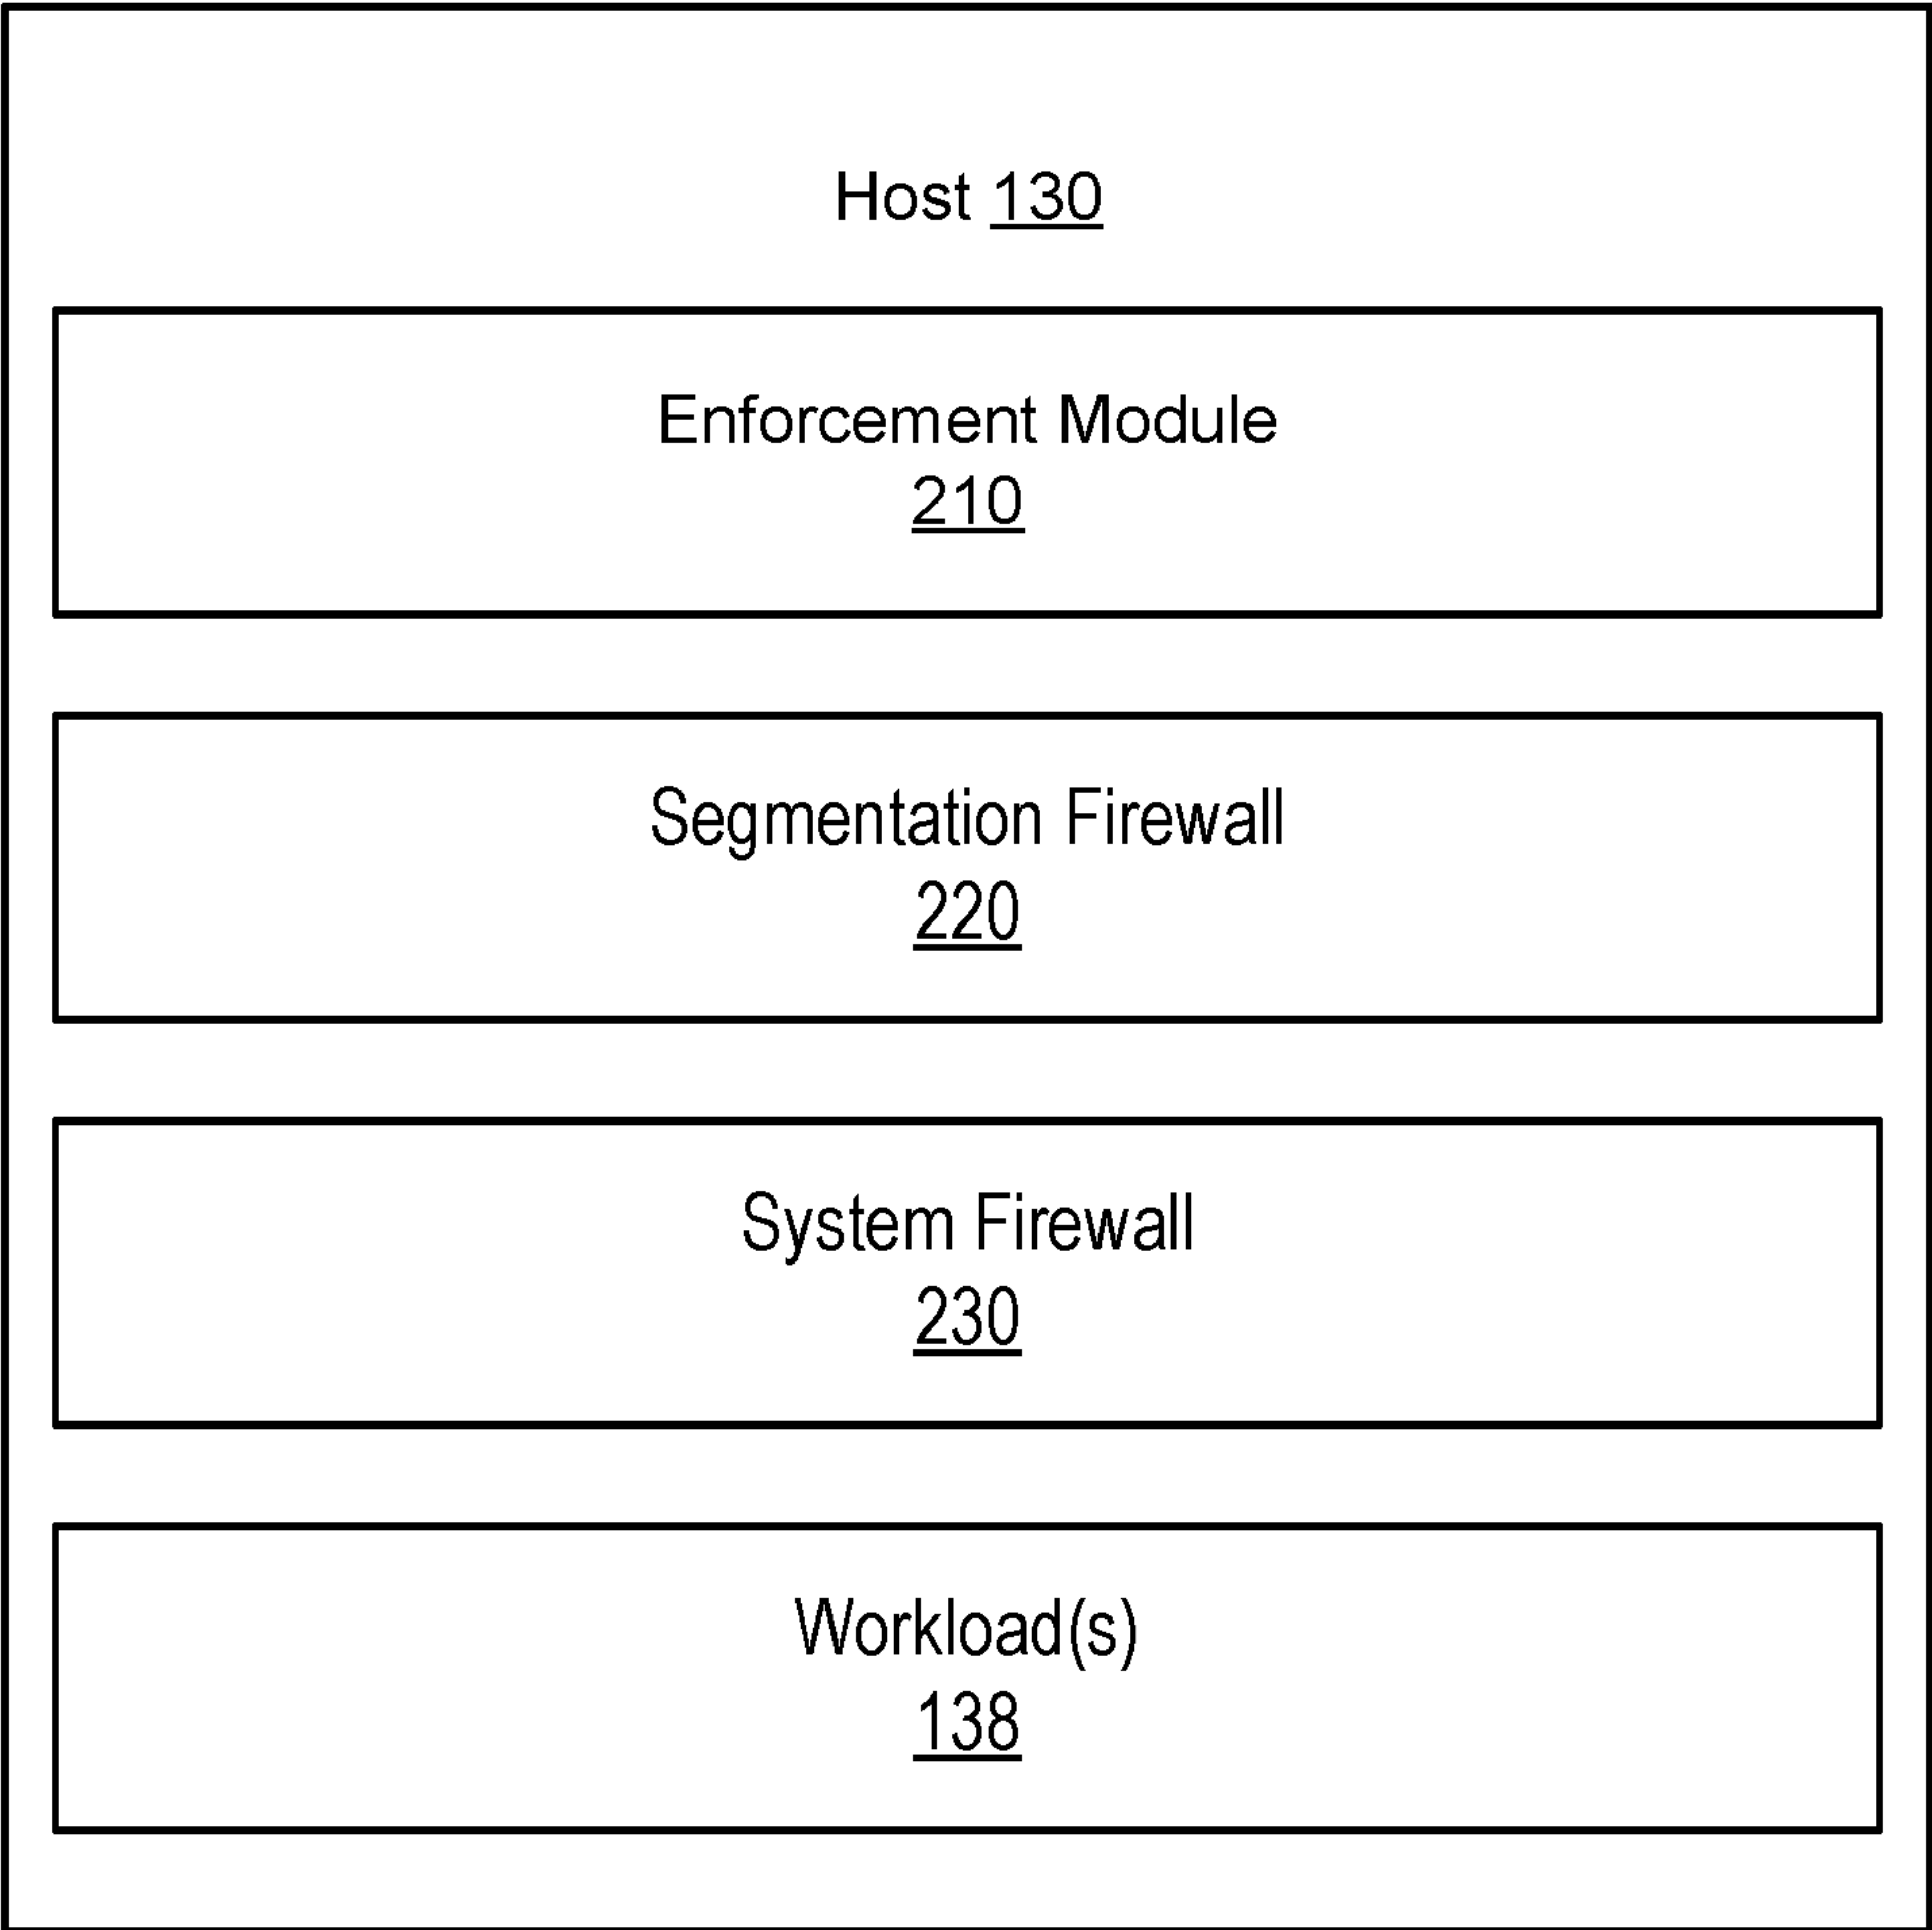 Host 130
Enforcement Module
210
Segmentation Firewall
220
System Firewall
230
Workload(s)
138